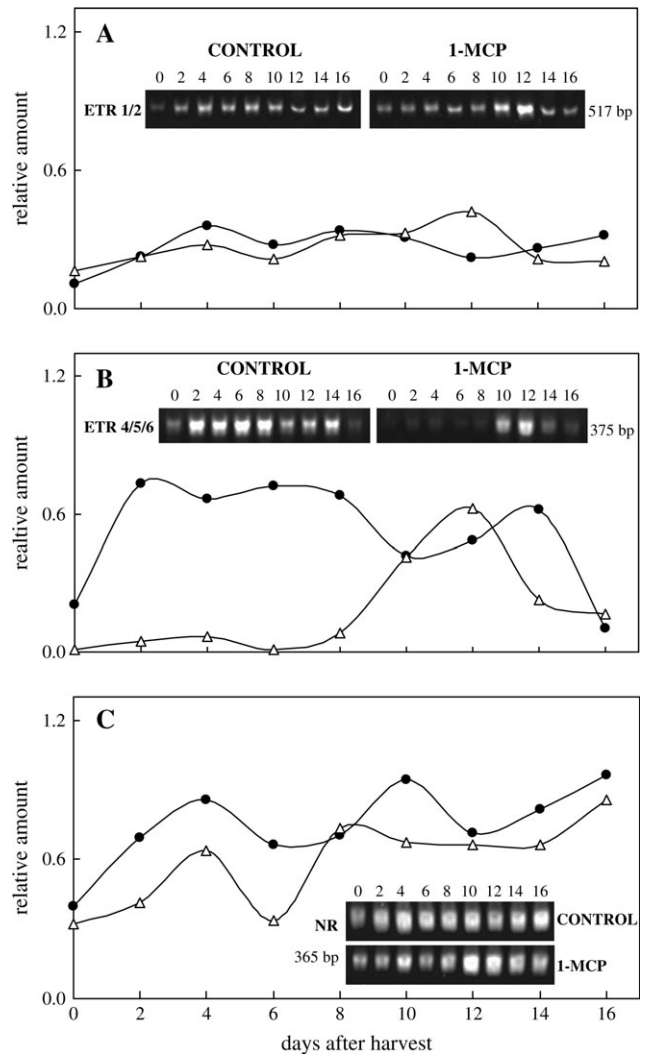 1.2
A
CONTROL 1-MCP
0 2 4 6 8 10 12 14 16 0 2 4 6 8 10 12 14 16
ETR 1/2 517 bp
relative amount
0.6
0.0
1.2
B
CONTROL 1-MCP
0 2 4 6 8 10 12 14 16 0 2 4 6 8 10 12 14 16
ETR 4/5/6 375 bp
realtive amount
0.6
0.0
1.2
C
relative amount
0.6
0 2 4 6 8 10 12 14 16
NR CONTROL
365 bp 1-MCP
0.0
0 2 4 6 8 10 12 14 16
days after harvest